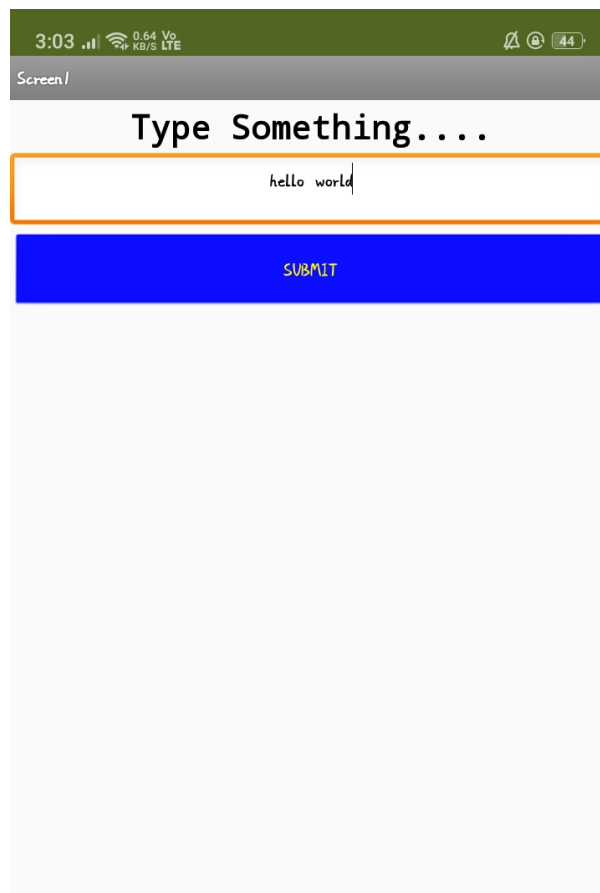 3:03 0.64 KB/S Vo LTE 44
Screen1
Type Something....
hello world
SUBMIT